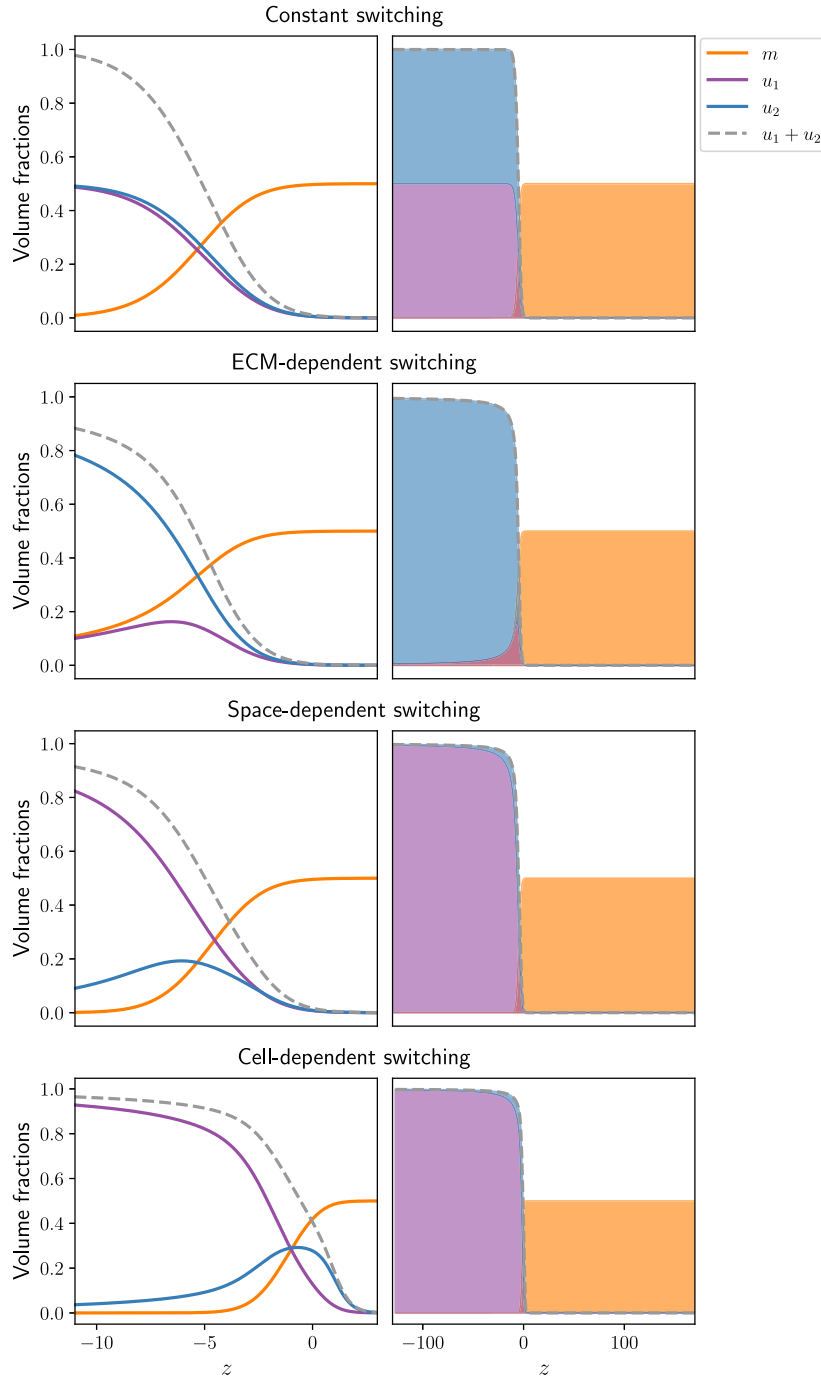 Constant switching
m
u₁
u₂
u₁ + u₂
Volume fractions
1.0
0.8
0.6
0.4
0.2
0.0
ECM-dependent switching
Volume fractions
1.0
0.8
0.6
0.4
0.2
0.0
Space-dependent switching
Volume fractions
1.0
0.8
0.6
0.4
0.2
0.0
Cell-dependent switching
Volume fractions
1.0
0.8
0.6
0.4
0.2
0.0
−10 −5 0
−100 0 100
z z